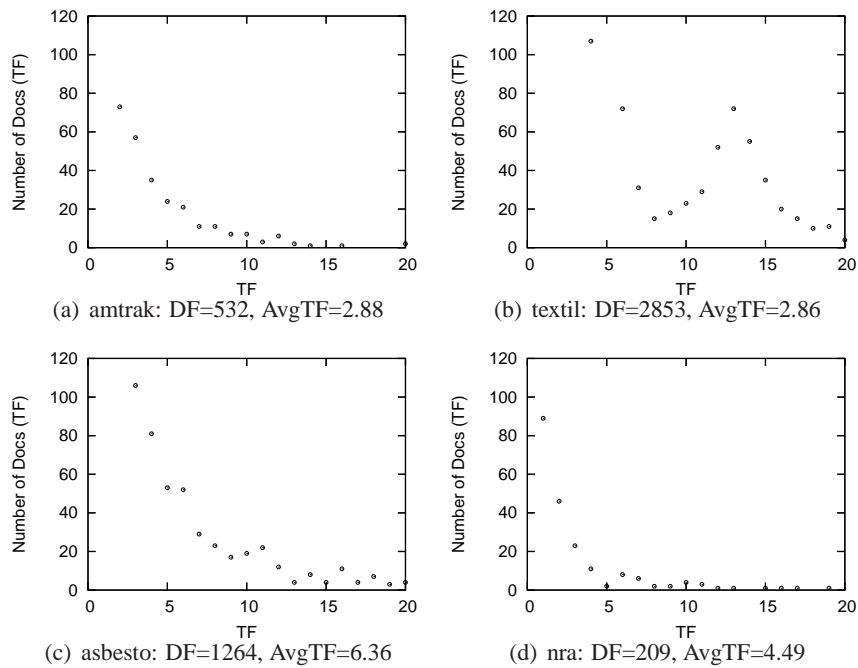 120
100
80
60
40
20
0
Number of Docs (TF)
0 5 10 15 20
TF
(a) amtrak: DF=532, AvgTF=2.88
120
100
80
60
40
20
0
Number of Docs (TF)
0 5 10 15 20
TF
(b) textil: DF=2853, AvgTF=2.86
120
100
80
60
40
20
0
Number of Docs (TF)
0 5 10 15 20
TF
(c) asbesto: DF=1264, AvgTF=6.36
120
100
80
60
40
20
0
Number of Docs (TF)
0 5 10 15 20
TF
(d) nra: DF=209, AvgTF=4.49